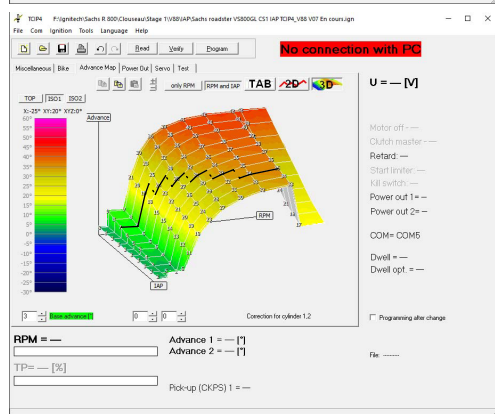 TOP4 F:\Ignitech\Sachs R 800\Clouseau\Stage 1\V88\IAP\Sachs roadster VS800GL CS1 IAP TOP4_V88 V07 En cours.ign
File Com Ignition Tools Language Help
Read Verify Program
No connection with PC
Miscellaneous Bike Advance Map Power Out Servo Test
only RPM RPM and IAP TAB 2D 3D
U = — [V]
TOP ISO1 ISO2
X:-25° XY:20° XYZ:0°
Advance
60°
55°
50°
45°
40°
35°
30°
25°
20°
15°
10°
5°
0°
-5°
-10°
-15°
-20°
-25°
-30°
RPM
IAP
Motor off - —
Clutch master - —
Retard: —
Start limiter: —
Kill switch: —
Power out 1= –
Power out 2= –
COM= COM5
Dwell = —
Dwell opt. = —
3 Base advance [°] 0 0 Correction for cylinder 1,2
Programming after change
RPM = —
Advance 1 = — [°]
Advance 2 = — [°]
File: -------
TP= — [%]
Pick-up (CKPS) 1 = —